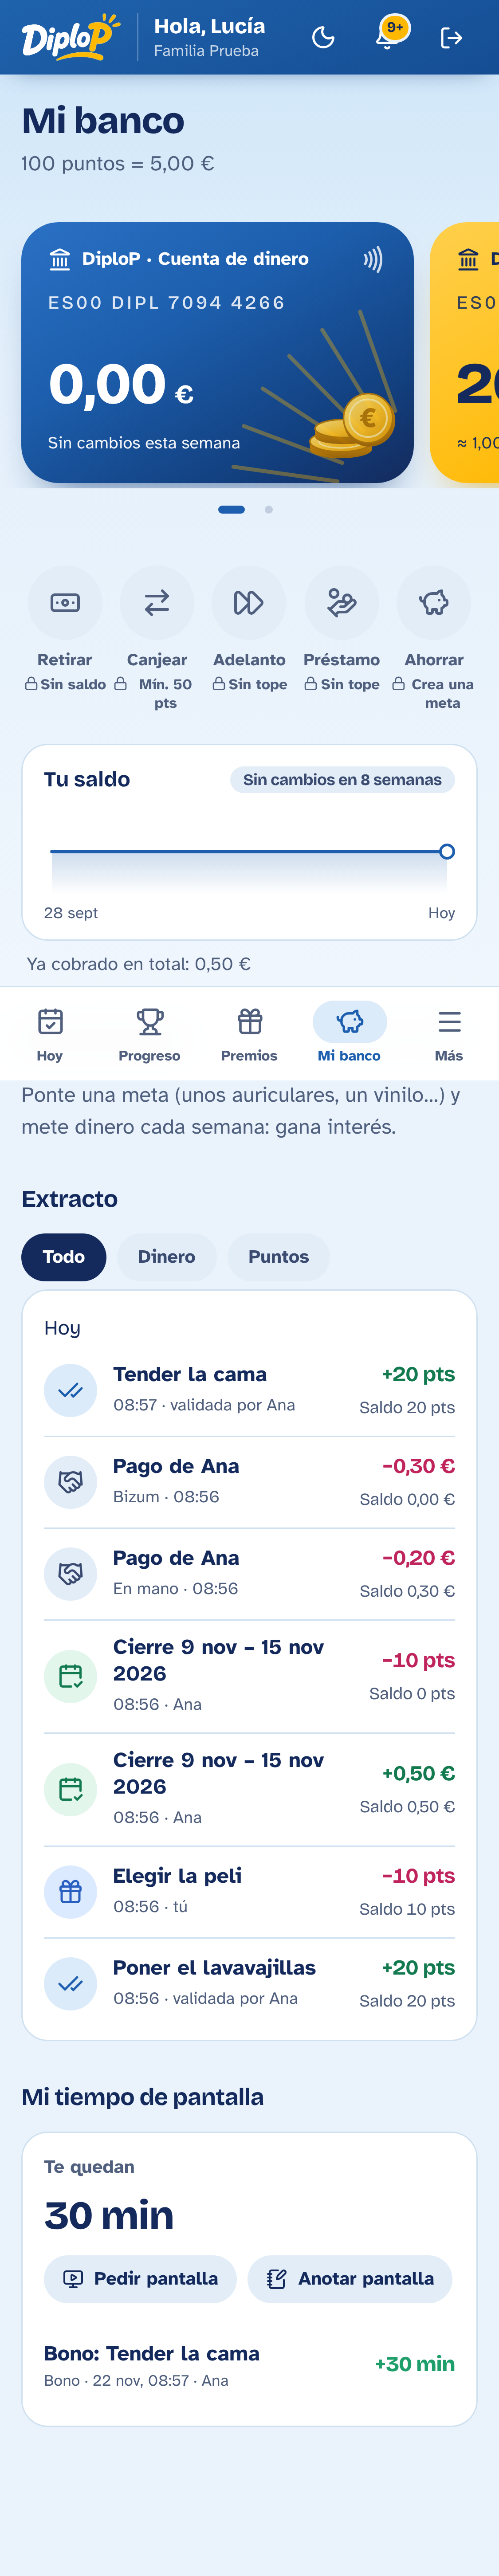 DiploP
Hola, Lucía
Familia Prueba
9+
Mi banco
100 puntos = 5,00 €
DiploP · Cuenta de dinero
ES00 DIPL 7094 4266
0,00 €
€
Sin cambios esta semana
ES0
≈ 1,00
Retirar
Canjear
Adelanto
Préstamo
Ahorrar
Sin saldo
Mín. 50
pts
Sin tope
Sin tope
Crea una
meta
Tu saldo
Sin cambios en 8 semanas
28 sept
Hoy
Ya cobrado en total: 0,50 €
Hoy
Progreso
Premios
Mi banco
Más
Ponte una meta (unos auriculares, un vinilo...) y
mete dinero cada semana: gana interés.
Extracto
Todo
Dinero
Puntos
Hoy
Tender la cama
+20 pts
08:57 · validada por Ana
Saldo 20 pts
Pago de Ana
−0,30 €
Bizum · 08:56
Saldo 0,00 €
Pago de Ana
−0,20 €
En mano · 08:56
Saldo 0,30 €
Cierre 9 nov – 15 nov
2026
−10 pts
08:56 · Ana
Saldo 0 pts
Cierre 9 nov – 15 nov
2026
+0,50 €
08:56 · Ana
Saldo 0,50 €
Elegir la peli
−10 pts
08:56 · tú
Saldo 10 pts
Poner el lavavajillas
+20 pts
08:56 · validada por Ana
Saldo 20 pts
Mi tiempo de pantalla
Te quedan
30 min
Pedir pantalla
Anotar pantalla
Bono: Tender la cama
+30 min
Bono · 22 nov, 08:57 · Ana